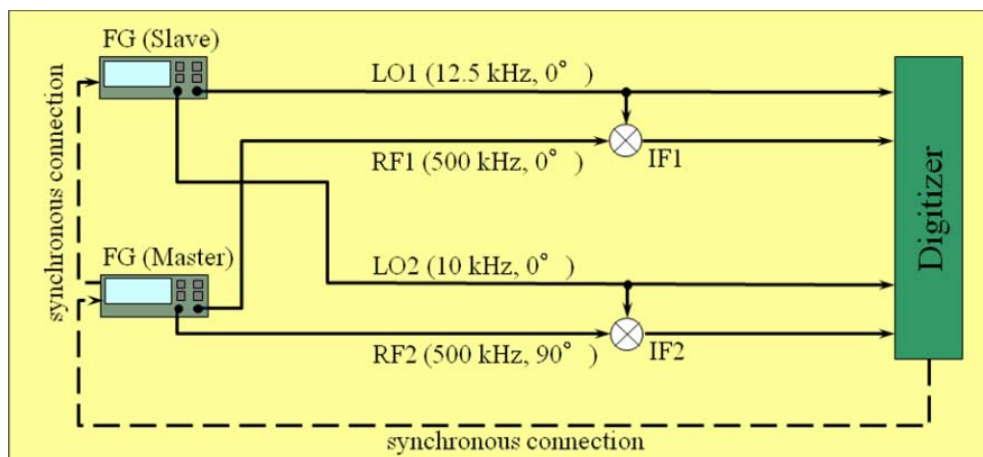 FG (Slave)
LO1 (12.5 kHz, 0°)
RF1 (500 kHz, 0°)
IF1
synchronous connection
FG (Master)
LO2 (10 kHz, 0°)
RF2 (500 kHz, 90°)
IF2
Digitizer
synchronous connection